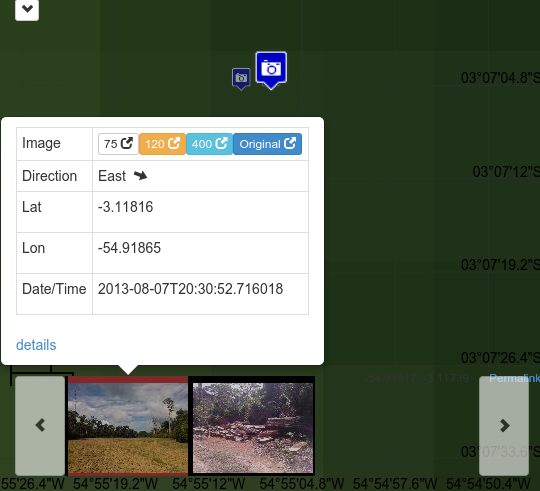 03°07'04.8"S
Image 75 120 400 Original
Direction East
03°07'12"S
Lat -3.11816
Lon -54.91865
03°07'19.2"S
Date/Time 2013-08-07T20:30:52.716018
details
03°07'26.4"S
Permalink
03°07'33.6"S
55'26.4"W 54°55'19.2"W 54°55'12"W 54°55'04.8"W 54°54'57.6"W 54°54'50.4"W